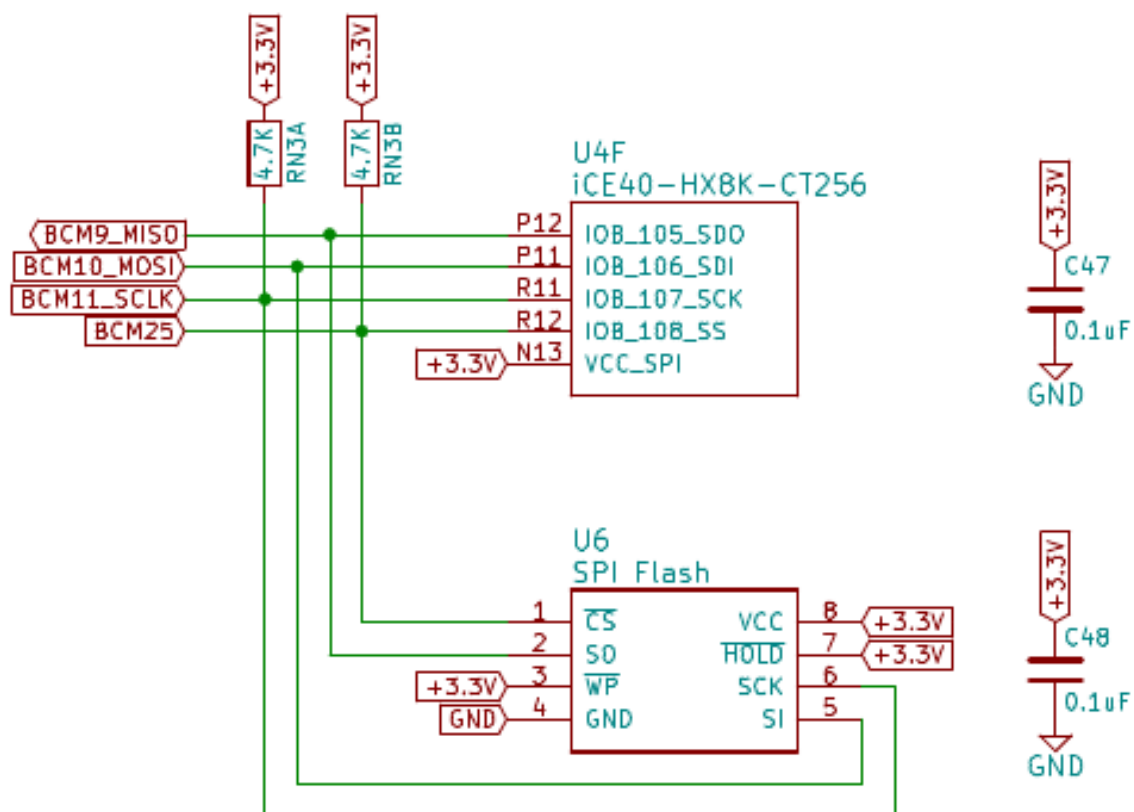 +3.3V
+3.3V
4.7K
RN3A
4.7K
RN3B
U4F
iCE40-HX8K-CT256
BCM9_MISO
P12
IOB_105_SDO
BCM10_MOSI
P11
IOB_106_SDI
BCM11_SCLK
R11
IOB_107_SCK
BCM25
R12
IOB_108_SS
+3.3V
N13
VCC_SPI
+3.3V
C47
0.1uF
GND
U6
SPI Flash
1
CS
VCC
8
+3.3V
2
SO
HOLD
7
+3.3V
+3.3V
3
WP
SCK
6
GND
4
GND
SI
5
+3.3V
C48
0.1uF
GND